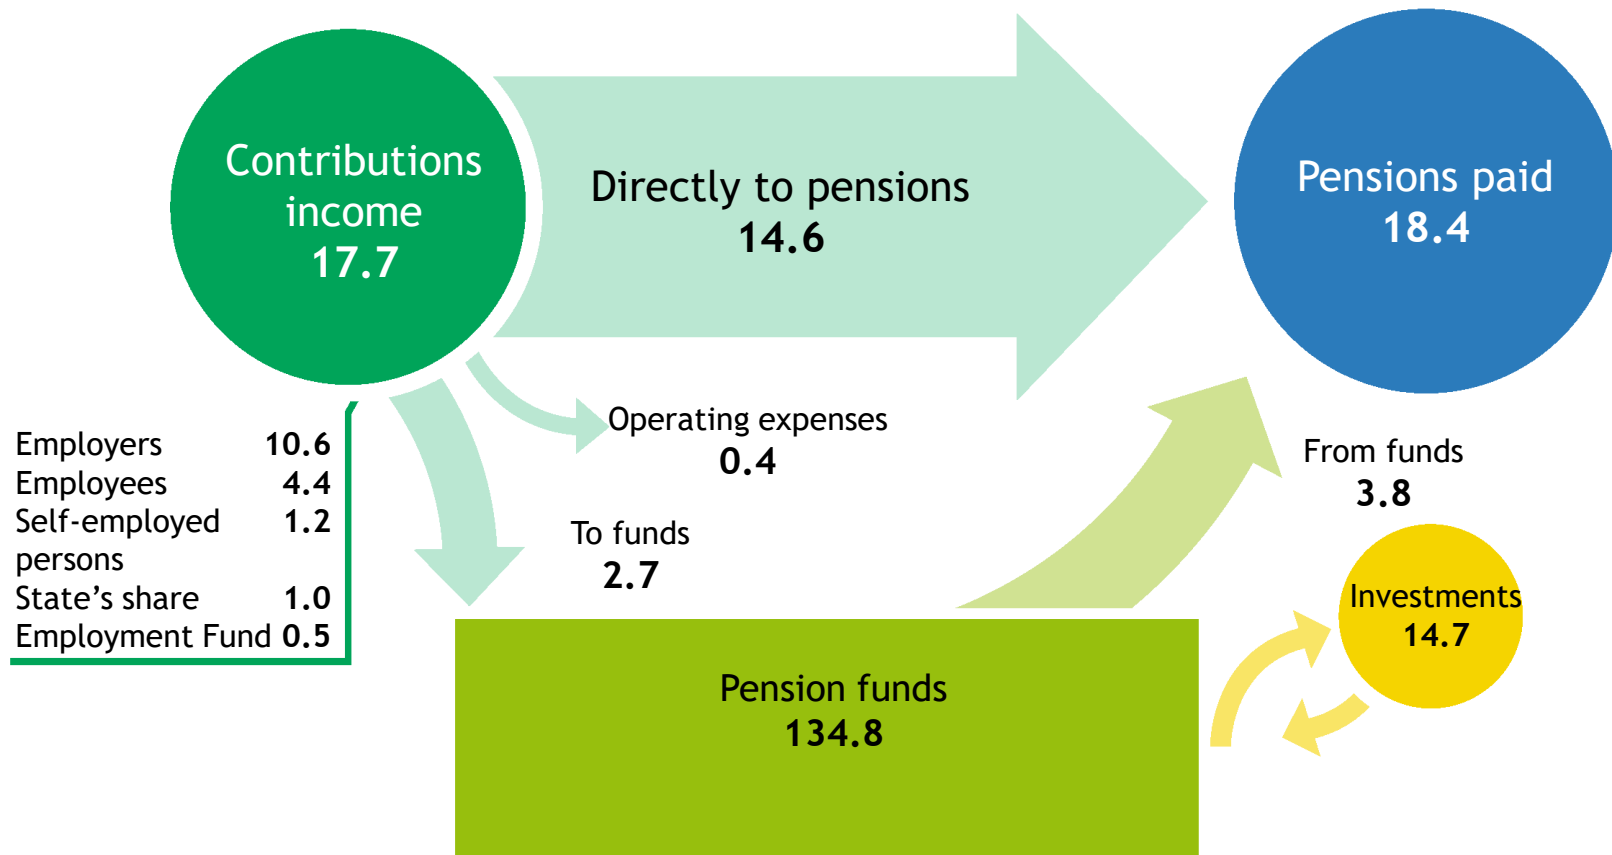 Contributions
income
17.7
Directly to pensions
14.6
Pensions paid
18.4
Employers 10.6
Employees 4.4
Self-employed 1.2
persons
State’s share 1.0
Employment Fund 0.5
Operating expenses
0.4
To funds
2.7
From funds
3.8
Investments
14.7
Pension funds
134.8